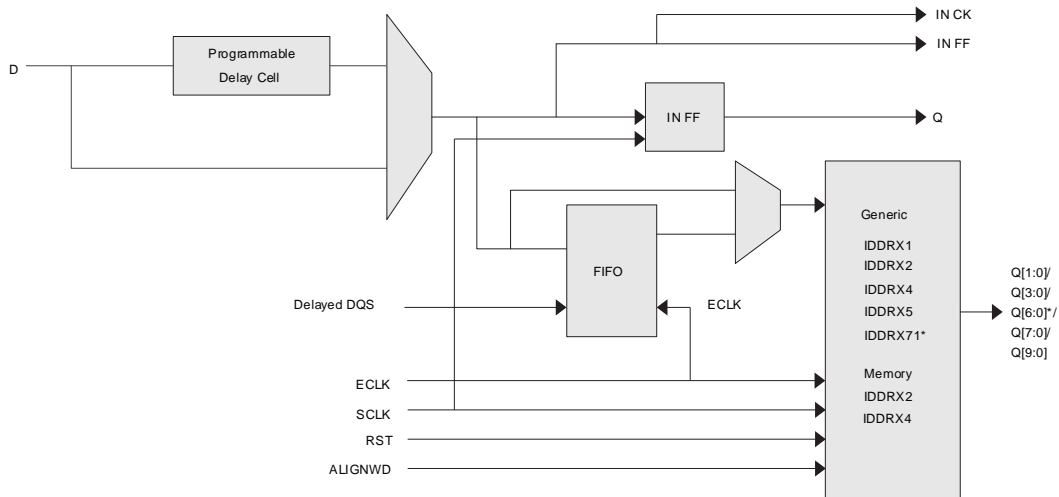 IN CK
IN FF
Programmable
Delay Cell
D
IN FF
Q
Generic
IDDRX1
IDDRX2
IDDRX4
IDDRX5
IDDRX71*
Memory
IDDRX2
IDDRX4
FIFO
Delayed DQS
ECLK
Q[1:0]/
Q[3:0]/
Q[6:0]*/
Q[7:0]/
Q[9:0]
ECLK
SCLK
RST
ALIGNWD